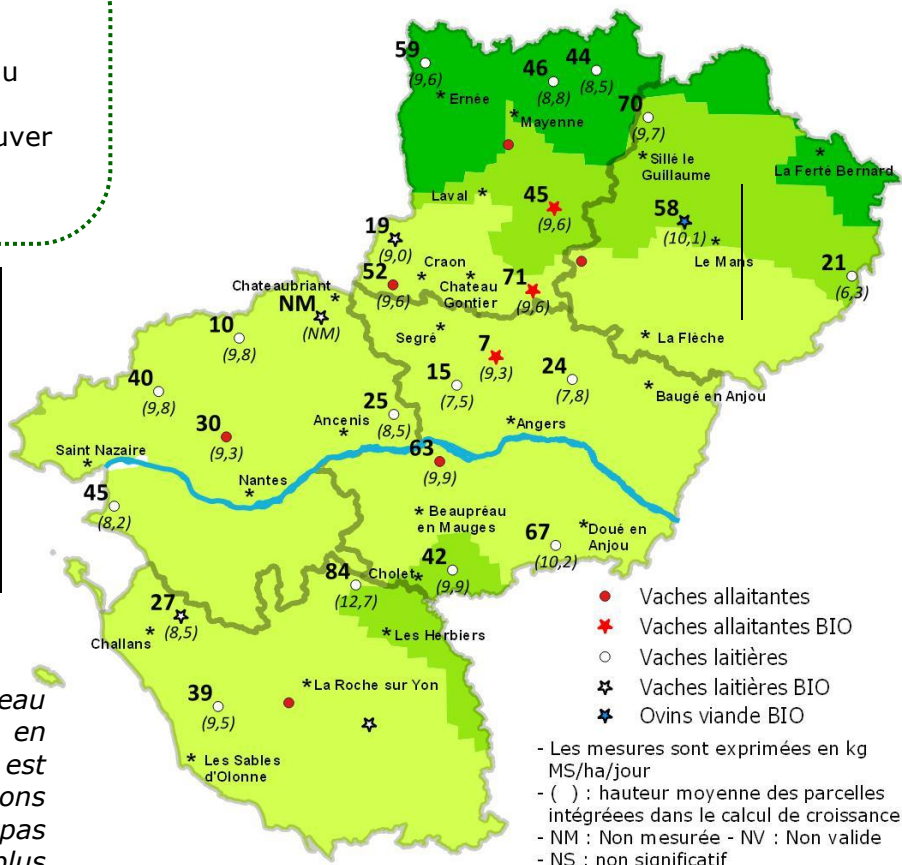 u
uver
59
(9,6)
* Ernée
46
(8,8)
44
(8,5)
* Mayenne
70
(9,7)
* Sillé le
Guillaume
*
La Ferté Bernard
Laval *
45
(9,6)
58
(10,1)
*
Le Mans
21
(6,3)
19
(9,0)
52
(9,6)
Craon
*
*
Chateau
Gontier
71
(9,6)
* La Flèche
Chateaubriant
*
NM
(NM)
10
(9,8)
Segré *
7
(9,3)
15
(7,5)
24
(7,8)
*
Baugé en Anjou
40
(9,8)
30
(9,3)
Ancenis
*
25
(8,5)
*Angers
Saint Nazaire
*
Nantes
*
63
(9,9)
45
(8,2)
* Beaupréau
en Mauges
67
(10,2)
*Doué en
Anjou
84
(12,7)
Cholet*
42
(9,9)
27
(8,5)
*
Challans
* Les Herbiers
39
(9,5)
*La Roche sur Yon
* Les Sables
d'Olonne
Vaches allaitantes
Vaches allaitantes BIO
Vaches laitières
Vaches laitières BIO
Ovins viande BIO
- Les mesures sont exprimées en kg
MS/ha/jour
- ( ) : hauteur moyenne des parcelles
intégréees dans le calcul de croissance
- NM : Non mesurée - NV : Non valide
- NS : non significatif
eau
en
est
ons
pas
plus